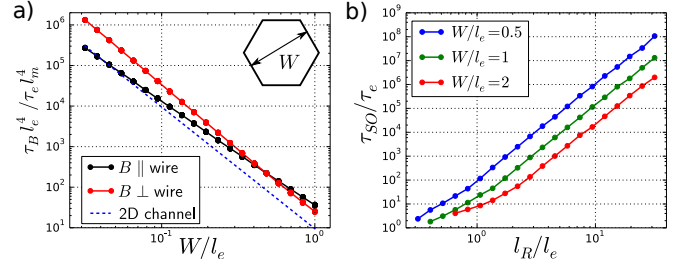 a)
τ_B l_e^4 / τ_e l_m^4
10^7
10^6
10^5
10^4
10^3
10^2
10^1
10^-1
10^0
W/l_e
W
B ∥ wire
B ⊥ wire
2D channel
b)
τ_SO/τ_e
10^9
10^8
10^7
10^6
10^5
10^4
10^3
10^2
10^1
10^0
10^0
10^1
l_R/l_e
W/l_e=0.5
W/l_e=1
W/l_e=2